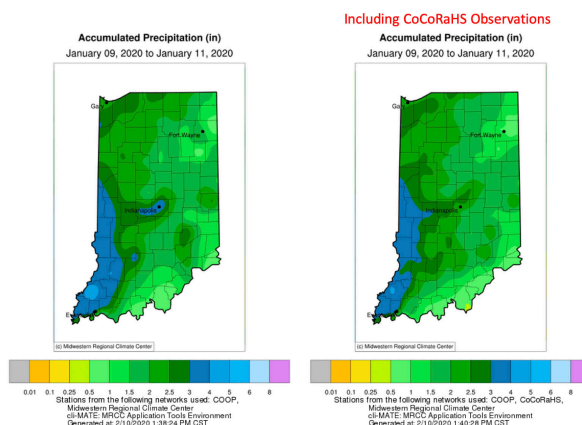 Including CoCoRaHS Observations
Accumulated Precipitation (in)
January 09, 2020 to January 11, 2020
Gary
Fort Wayne
Indianapolis
E
(c) Midwestern Regional Climate Center
0.01 0.1 0.25 0.5 1 1.5 2 2.5 3 4 5 6 8
Stations from the following networks used: COOP,
Midwestern Regional Climate Center
cli-MATE: MRCC Application Tools Environment
Generated at: 2/10/2020 1:38:24 PM CST
Accumulated Precipitation (in)
January 09, 2020 to January 11, 2020
Gary
Fort Wayne
Indianapolis
E
(c) Midwestern Regional Climate Center
0.01 0.1 0.25 0.5 1 1.5 2 2.5 3 4 5 6 8
Stations from the following networks used: COOP, CoCoRaHS,
Midwestern Regional Climate Center
cli-MATE: MRCC Application Tools Environment
Generated at: 2/10/2020 1:40:28 PM CST